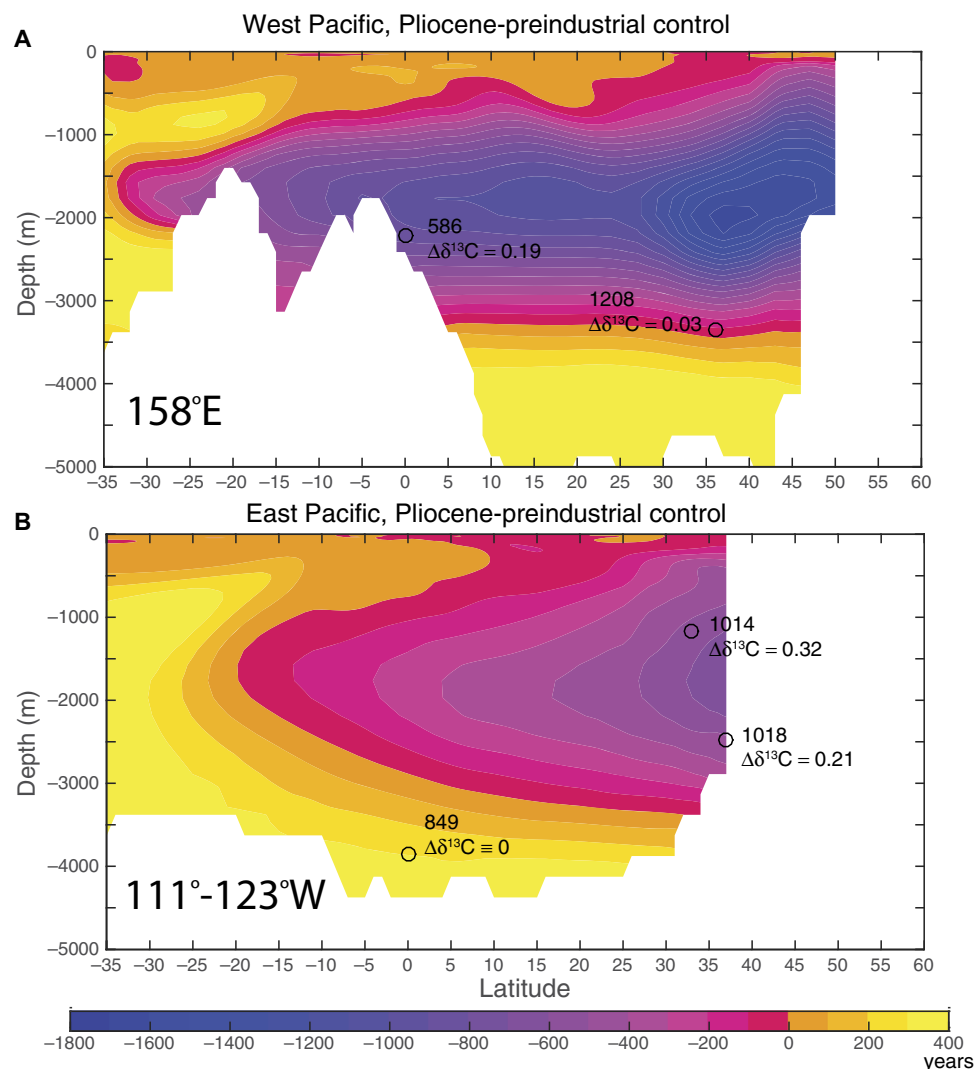 A
West Pacific, Pliocene-preindustrial control
0
−1000
−2000
−3000
−4000
−5000
Depth (m)
586
Δδ¹³C = 0.19
1208
Δδ¹³C = 0.03
158°E
−35 −30 −25 −20 −15 −10 −5 0 5 10 15 20 25 30 35 40 45 50 55 60
B
East Pacific, Pliocene-preindustrial control
0
−1000
−2000
−3000
−4000
−5000
Depth (m)
1014
Δδ¹³C = 0.32
1018
Δδ¹³C = 0.21
849
Δδ¹³C ≡ 0
111°-123°W
−35 −30 −25 −20 −15 −10 −5 0 5 10 15 20 25 30 35 40 45 50 55 60
Latitude
−1800 −1600 −1400 −1200 −1000 −800 −600 −400 −200 0 200 400
years